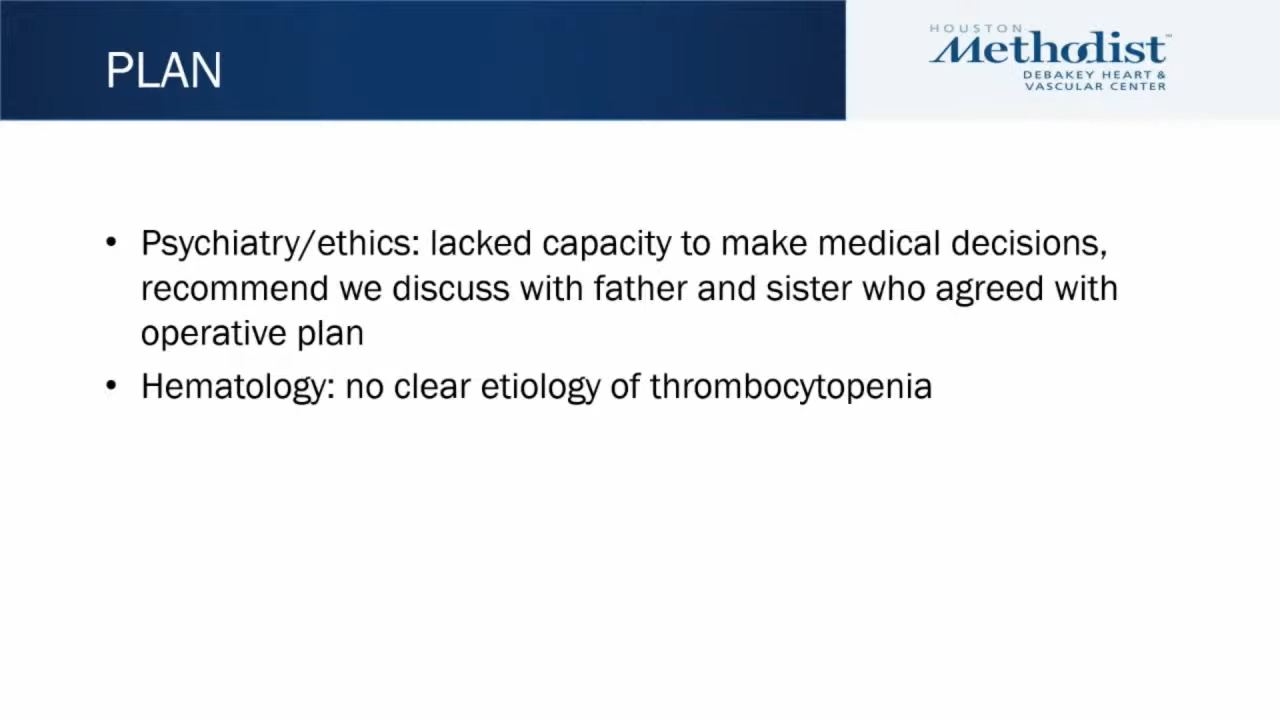 PLAN
HOUSTON
Methodist™
DEBAKEY HEART &
VASCULAR CENTER
• Psychiatry/ethics: lacked capacity to make medical decisions,
recommend we discuss with father and sister who agreed with
operative plan
• Hematology: no clear etiology of thrombocytopenia